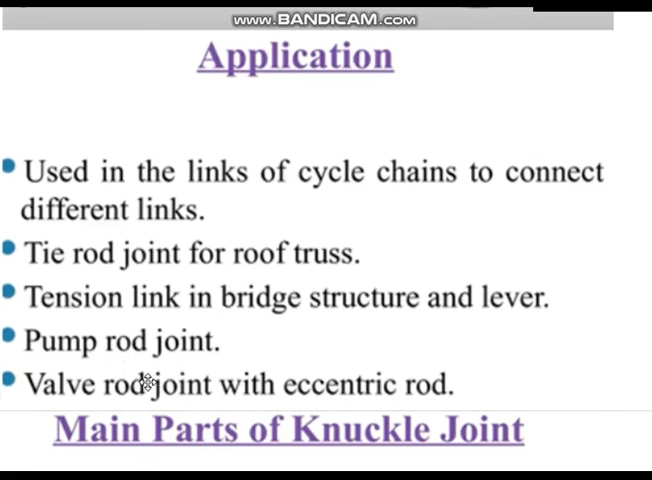 www.BANDICAM.com
Application
Used in the links of cycle chains to connect
different links.
Tie rod joint for roof truss.
Tension link in bridge structure and lever.
Pump rod joint.
Valve rod joint with eccentric rod.
Main Parts of Knuckle Joint